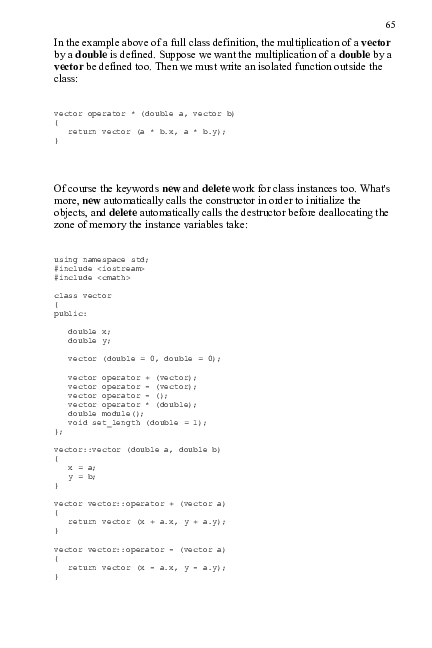 65
In the example above of a full class definition, the multiplication of a vector
by a double is defined. Suppose we want the multiplication of a double by a
vector be defined too. Then we must write an isolated function outside the
class:
vector operator * (double a, vector b)
{
return vector (a * b.x, a * b.y);
}
Of course the keywords new and delete work for class instances too. What's
more, new automatically calls the constructor in order to initialize the
objects, and delete automatically calls the destructor before deallocating the
zone of memory the instance variables take:
using namespace std;
#include <iostream>
#include <cmath>
class vector
{
public:
double x;
double y;
vector (double = 0, double = 0);
vector operator + (vector);
vector operator - (vector);
vector operator - ();
vector operator * (double);
double module();
void set_length (double = 1);
};
vector::vector (double a, double b)
{
x = a;
y = b;
}
vector vector::operator + (vector a)
{
return vector (x + a.x, y + a.y);
}
vector vector::operator - (vector a)
{
return vector (x - a.x, y - a.y);
}